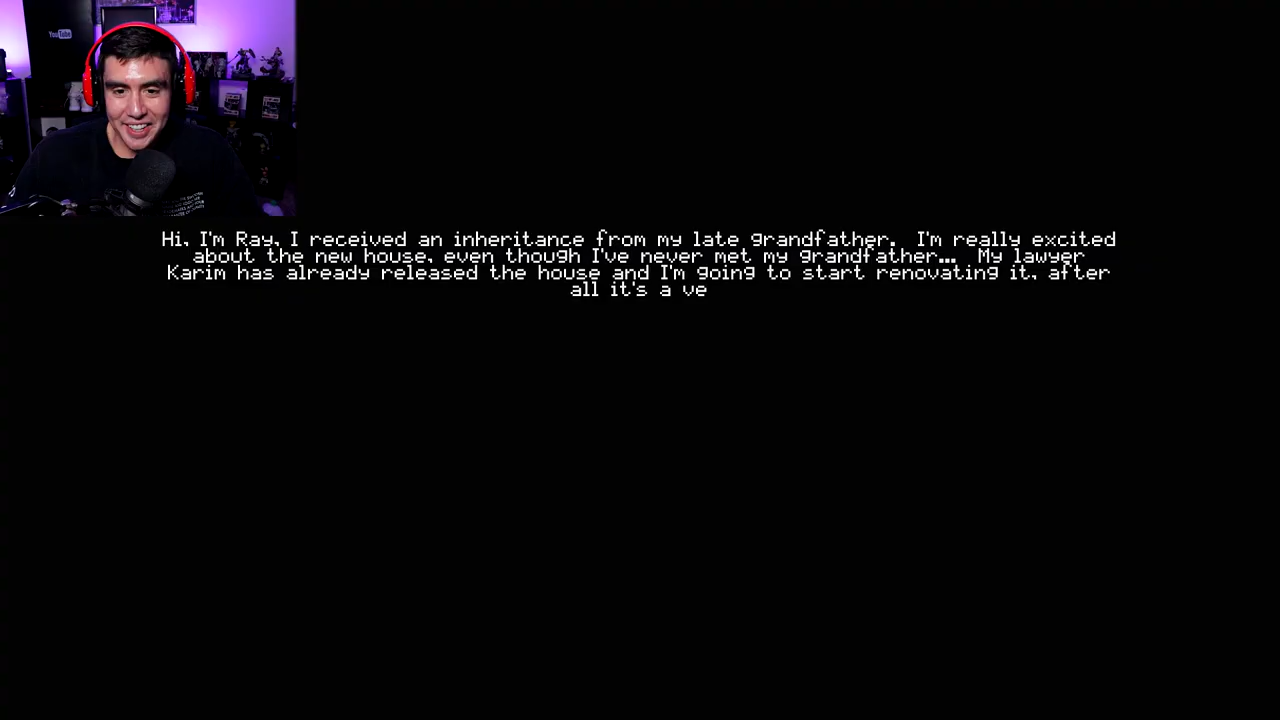 YouTube
Hi, I'm Ray, I received an inheritance from my late grandfather.  I'm really excited
about the new house, even though I've never met my grandfather...  My lawyer
Karim has already released the house and I'm going to start renovating it, after
all it's a ve